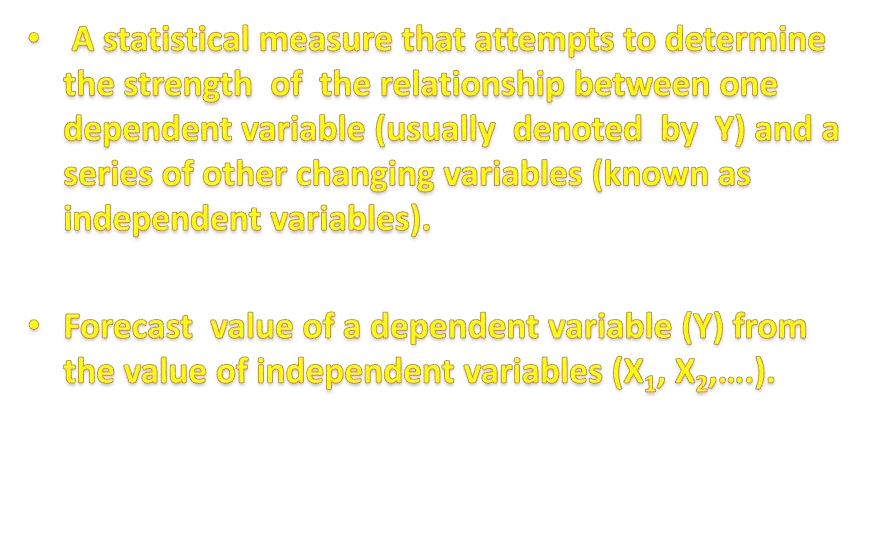 • A statistical measure that attempts to determine
the strength of the relationship between one
dependent variable (usually denoted by Y) and a
series of other changing variables (known as
independent variables).
• Forecast value of a dependent variable (Y) from
the value of independent variables (X₁, X₂,....).